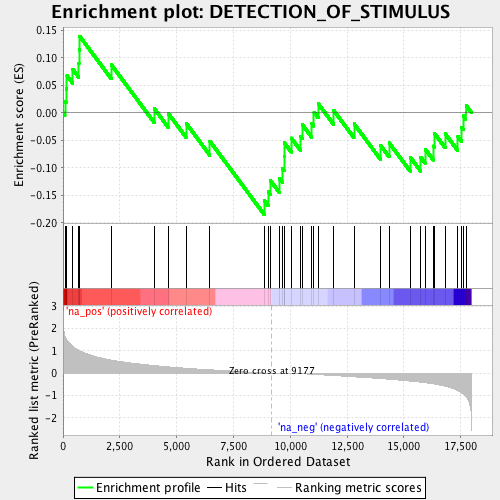 Enrichment plot: DETECTION_OF_STIMULUS
Enrichment score (ES)
0.15
0.10
0.05
0.00
-0.05
-0.10
-0.15
-0.20
'na_pos' (positively correlated)
Ranked list metric (PreRanked)
3
2
1
0
-1
-2
Zero cross at 9177
'na_neg' (negatively correlated)
0
2,500
5,000
7,500
10,000
12,500
15,000
17,500
Rank in Ordered Dataset
Enrichment profile
Hits
Ranking metric scores